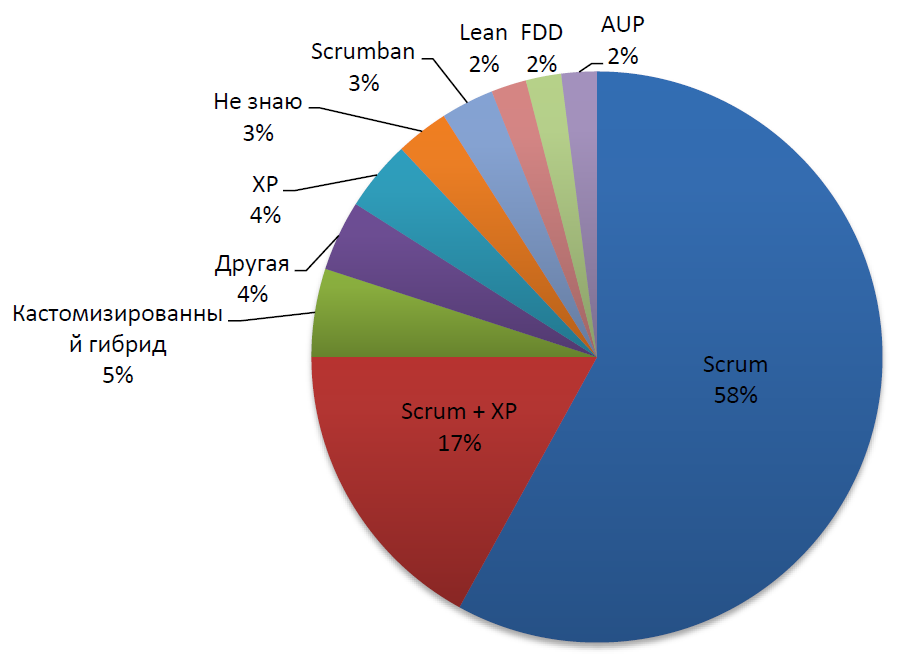 AUP
2%
Lean
2%
FDD
2%
Scrumban
3%
Не знаю
3%
XP
4%
Другая
4%
Кастомизированны
й гибрид
5%
Scrum + XP
17%
Scrum
58%